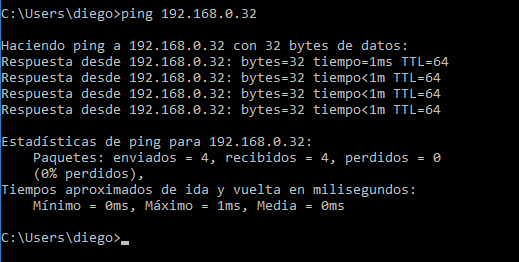 C:\Users\diego>ping 192.168.0.32
Haciendo ping a 192.168.0.32 con 32 bytes de datos:
Respuesta desde 192.168.0.32: bytes=32 tiempo=1ms TTL=64
Respuesta desde 192.168.0.32: bytes=32 tiempo<1m TTL=64
Respuesta desde 192.168.0.32: bytes=32 tiempo<1m TTL=64
Respuesta desde 192.168.0.32: bytes=32 tiempo<1m TTL=64
Estadísticas de ping para 192.168.0.32:
Paquetes: enviados = 4, recibidos = 4, perdidos = 0
(0% perdidos),
Tiempos aproximados de ida y vuelta en milisegundos:
Mínimo = 0ms, Máximo = 1ms, Media = 0ms
C:\Users\diego>